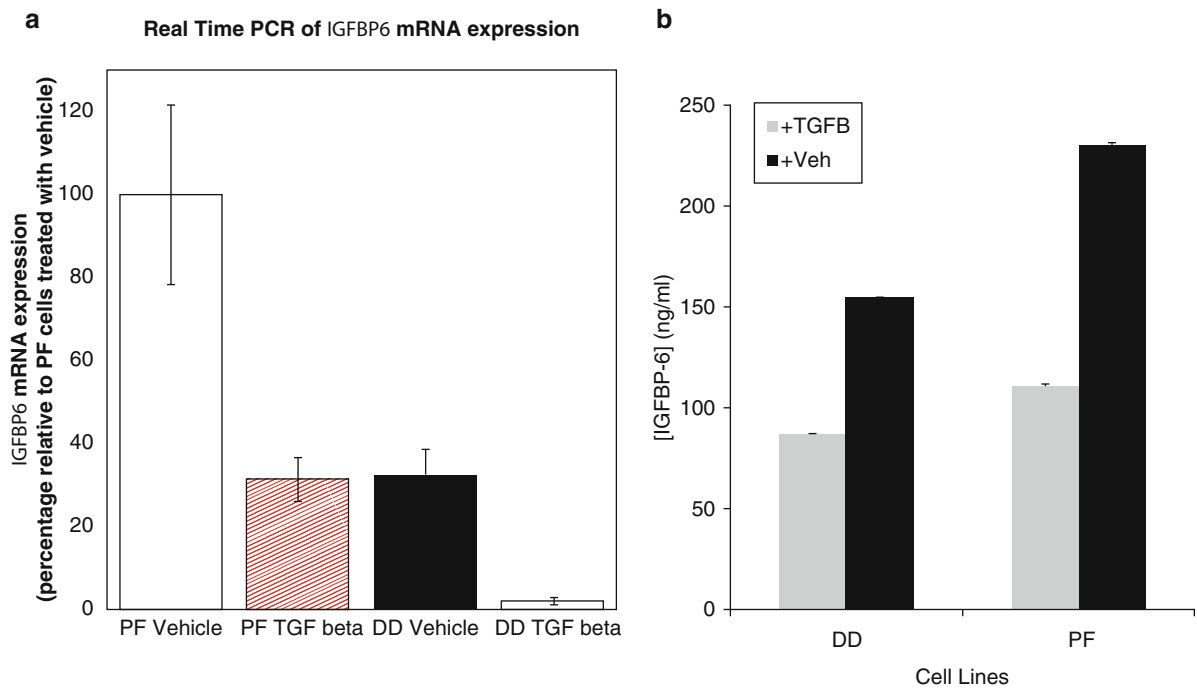 a
Real Time PCR of IGFBP6 mRNA expression
IGFBP6 mRNA expression
(percentage relative to PF cells treated with vehicle)
120
100
80
60
40
20
0
PF Vehicle
PF TGF beta
DD Vehicle
DD TGF beta
b
[IGFBP-6] (ng/ml)
250
200
150
100
50
0
+TGFB
+Veh
DD
PF
Cell Lines